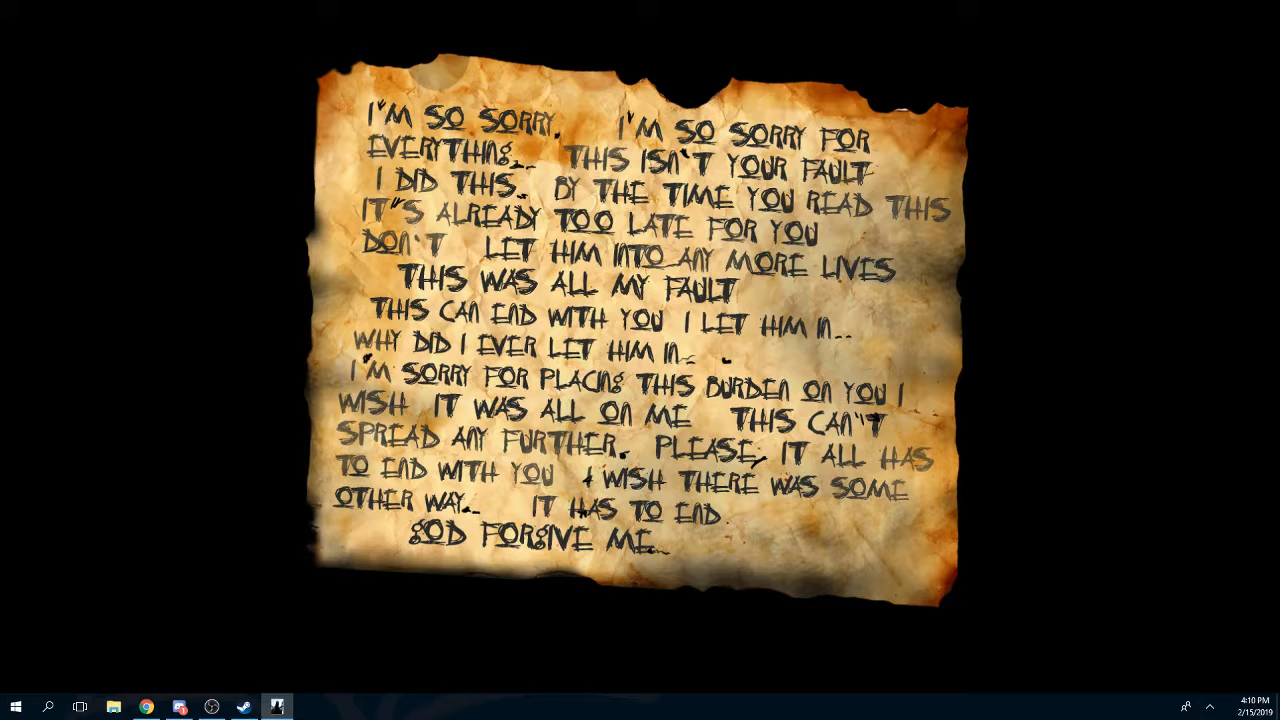 I'M SO SORRY. I'M SO SORRY FOR
EVERYTHING... THIS ISN'T YOUR FAULT
I DID THIS.. BY THE TIME YOU READ THIS
IT"S ALREADY TOO LATE FOR YOU
DON'T LET HIM INTO ANY MORE LIVES
THIS WAS ALL MY FAULT
THIS CAN END WITH YOU I LET HIM IN...
WHY DID I EVER LET HIM IN...
I'M SORRY FOR PLACING THIS BURDEN ON YOU I
WISH IT WAS ALL ON ME THIS CAN"T
SPREAD ANY FURTHER. PLEASE, IT ALL HAS
TO END WITH YOU I WISH THERE WAS SOME
OTHER WAY... IT HAS TO END
GOD FORGIVE ME...
1
4:10 PM
2/15/2019